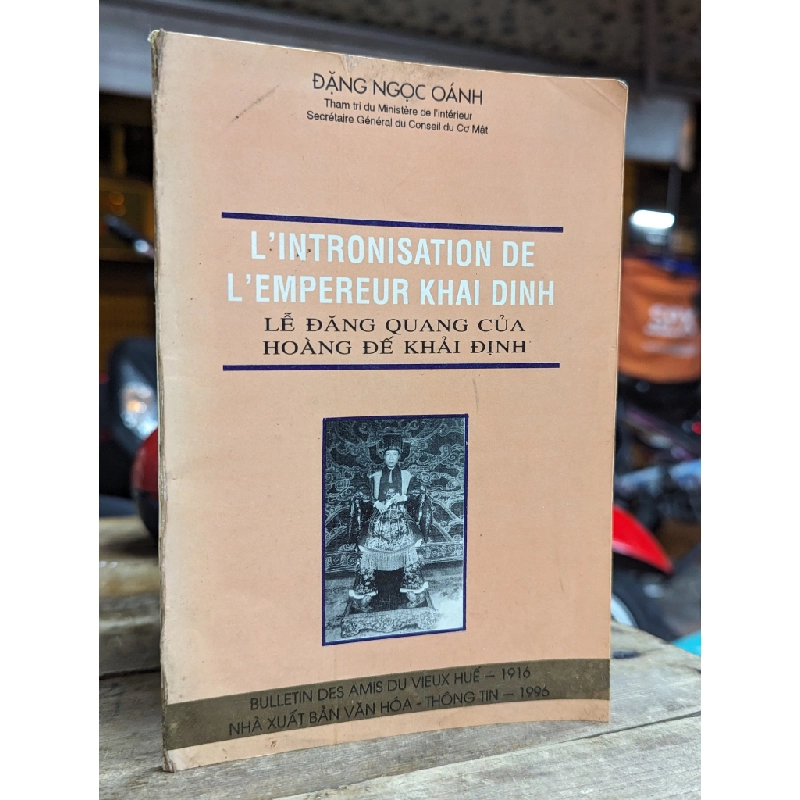 ĐẶNG NGỌC OÁNH
Tham tri du Ministère de l'intérieur
Secrétaire Général du Conseil du Cơ Mật
L'INTRONISATION DE
L'EMPEREUR KHAI DINH
LỄ ĐĂNG QUANG CỦA
HOÀNG ĐẾ KHẢI ĐỊNH
BULLETIN DES AMIS DU VIEUX HUẾ – 1916
NHÀ XUẤT BẢN VĂN HÓA - THÔNG TIN – 1996